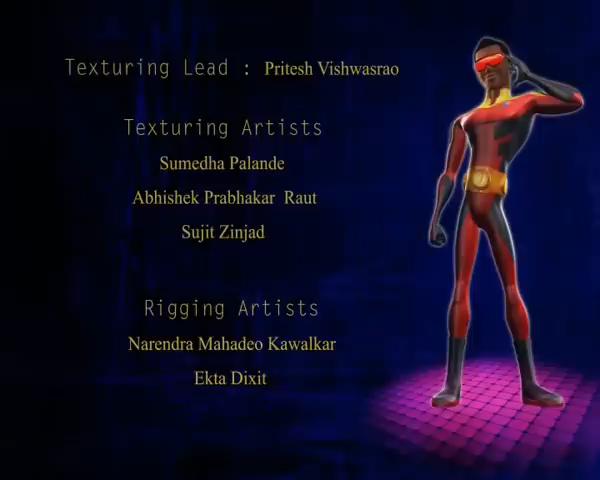 Texturing Lead : Pritesh Vishwasrao
Texturing Artists
Sumedha Palande
Abhishek Prabhakar Raut
Sujit Zinjad
Rigging Artists
Narendra Mahadeo Kawalkar
Ekta Dixit